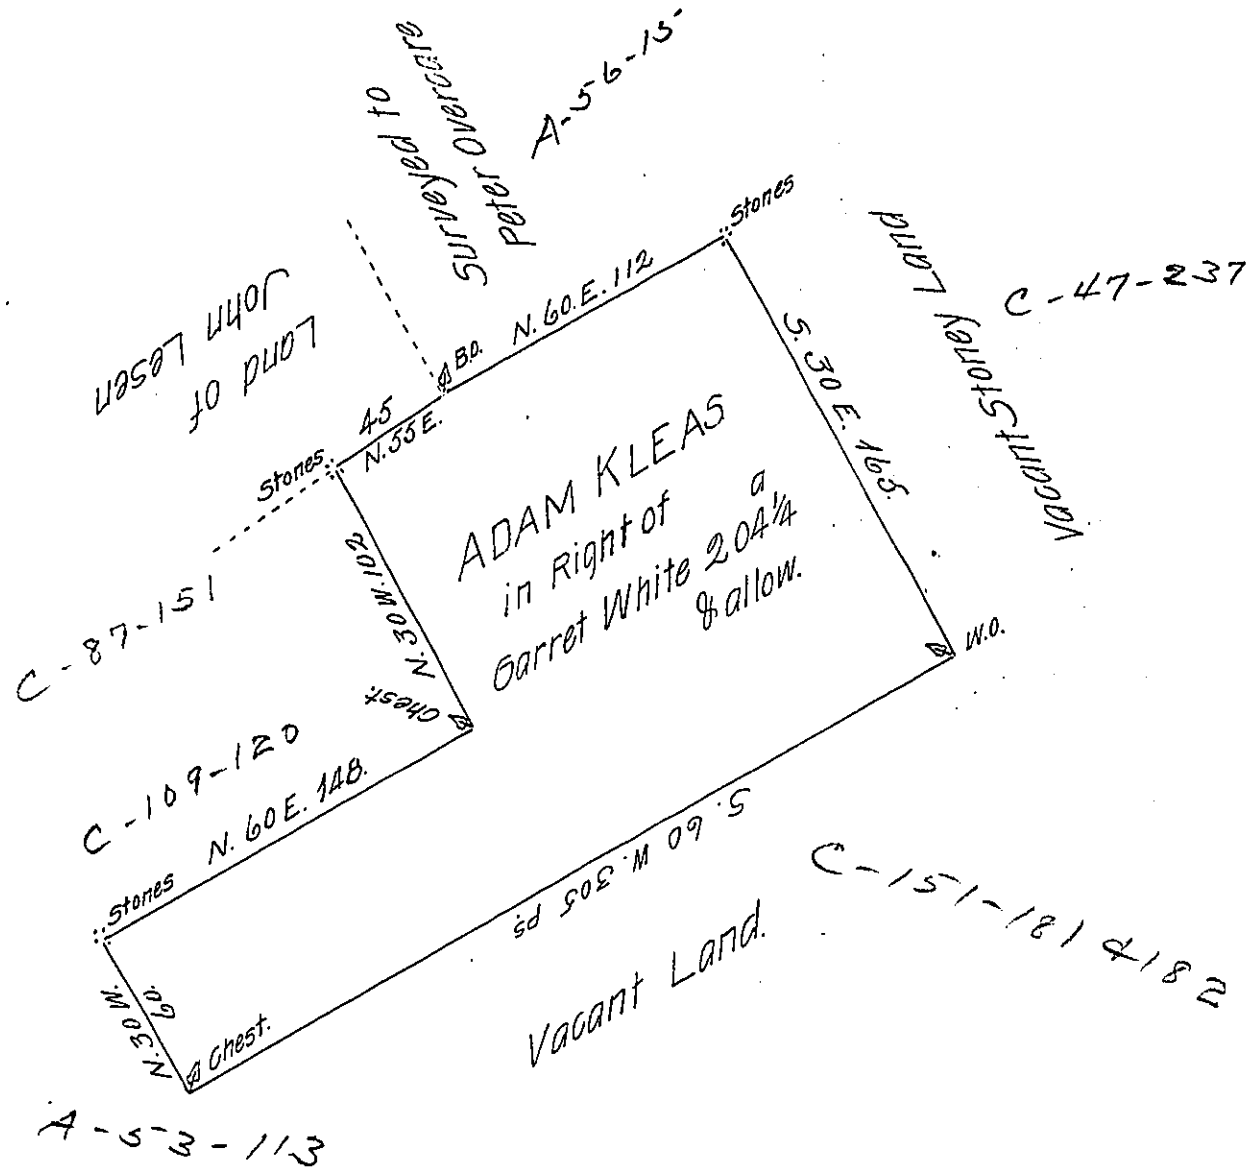 Surveyed to
Peter Overcare
A-56-15
Land of
John Lesen
Stones
Vacant Stoney Land
C-47-237
B.O.
N. 60. E. 112
45
N. 55 E.
Stones
S. 30 E. 165.
ADAM KLEAS
in Right of
Garret White 204 1/4 a
& allow.
N. 30 W. 102
C-87-151
Chest.
W.O.
C-109-120
N. 60 E. 148.
Stones
S. 60 W. 305 ps
C-151-181 & 182
N. 30 W.
60.
Chest.
Vacant Land.
A-53-113